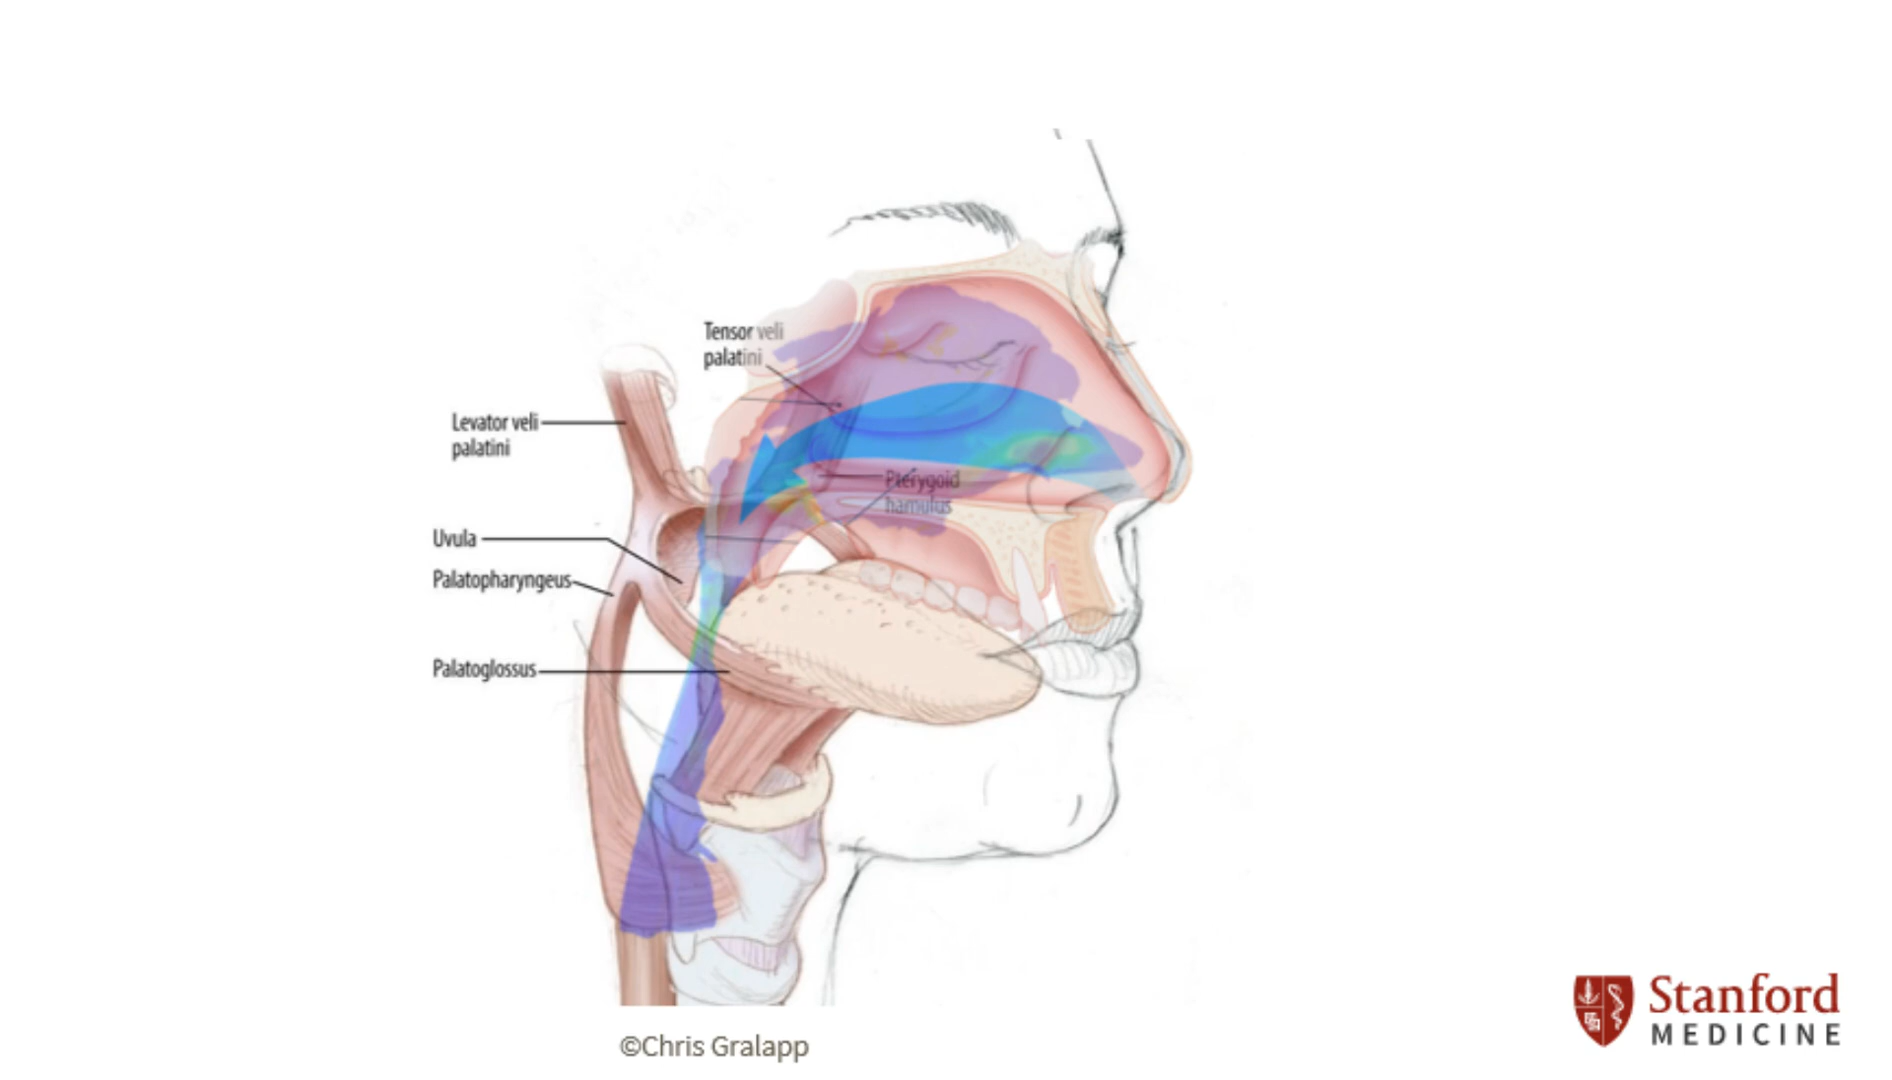 Tensor veli
palatini
Levator veli
palatini
Pterygoid
hamulus
Uvula
Palatopharyngeus
Palatoglossus
©Chris Gralapp
Stanford
MEDICINE